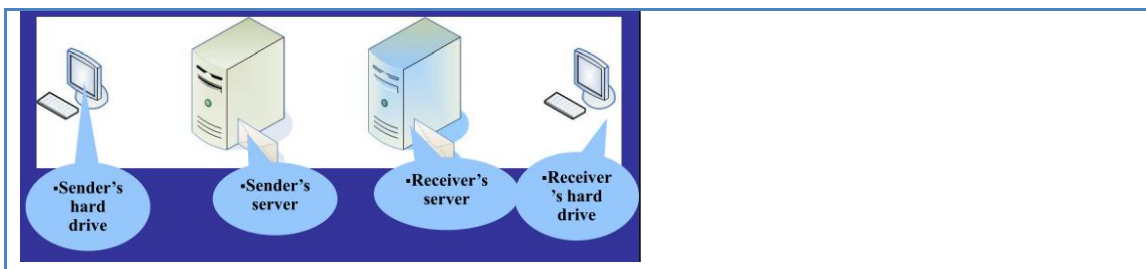 ▪Sender’s
hard
drive
▪Sender’s
server
▪Receiver’s
server
▪Receiver
’s hard
drive